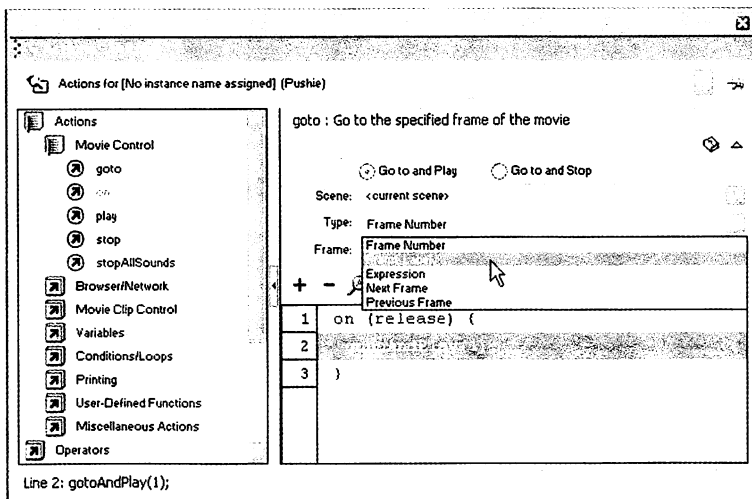 Actions for [No instance name assigned] (Pushie)
Actions
Movie Control
goto
on
play
stop
stopAllSounds
Browser/Network
Movie Clip Control
Variables
Conditions/Loops
Printing
User-Defined Functions
Miscellaneous Actions
Operators
goto : Go to the specified frame of the movie
Go to and Play Go to and Stop
Scene: <current scene>
Type: Frame Number
Frame:
Frame Number
Expression
Next Frame
Previous Frame
+ -
1 on (release) {
2
3 }
Line 2: gotoAndPlay(1);